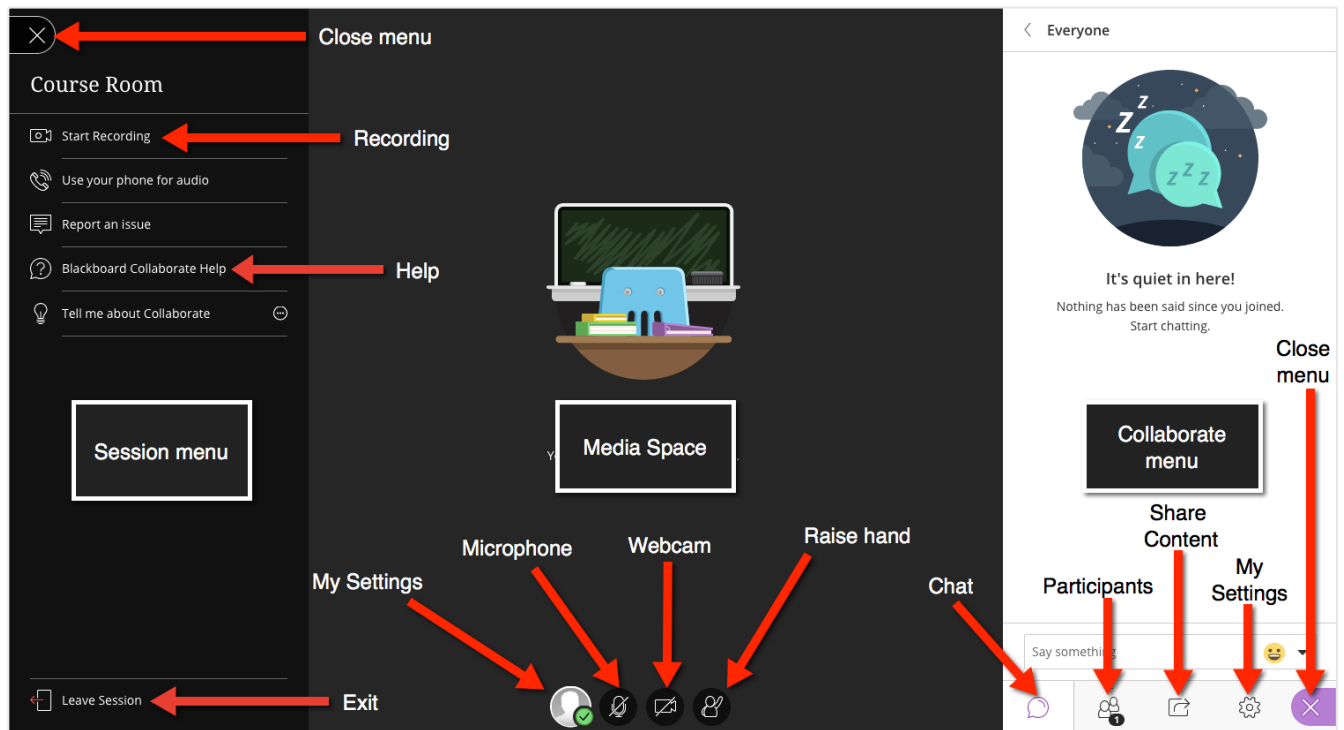 Close menu
Course Room
Start Recording
Recording
Use your phone for audio
Report an issue
Blackboard Collaborate Help
Help
Tell me about Collaborate
Session menu
Leave Session
Exit
Media Space
My Settings
Microphone
Webcam
Raise hand
Everyone
Z
Z
Z
Z Z Z
It's quiet in here!
Nothing has been said since you joined.
Start chatting.
Close
menu
Collaborate
menu
Share
Content
My
Settings
Participants
Chat
Say something
1